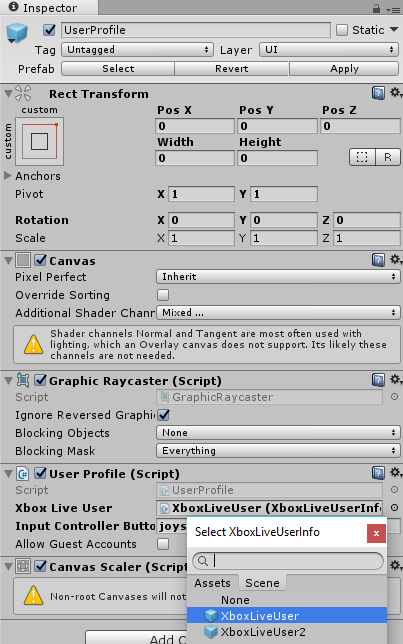 Inspector
UserProfile Static
Tag Untagged Layer UI
Prefab Select Revert Apply
Rect Transform
custom Pos X Pos Y Pos Z
custom 0 0 0
Width Height
0 0 R
Anchors
Pivot X 1 Y 1
Rotation X 0 Y 0 Z 0
Scale X 1 Y 1 Z 1
Canvas
Pixel Perfect Inherit
Override Sorting
Additional Shader Chann Mixed ...
Shader channels Normal and Tangent are most often used with
lighting, which an Overlay canvas does not support. Its likely these
channels are not needed.
Graphic Raycaster (Script)
Script GraphicRaycaster
Ignore Reversed Graphi
Blocking Objects None
Blocking Mask Everything
User Profile (Script)
Script UserProfile
Xbox Live User XboxLiveUser (XboxLiveUserInf
Input Controller Butto joys
Allow Guest Accounts
Select XboxLiveUserInfo x
Assets Scene
None
XboxLiveUser
XboxLiveUser2
Canvas Scaler (Script
Non-root Canvases will not
Add C